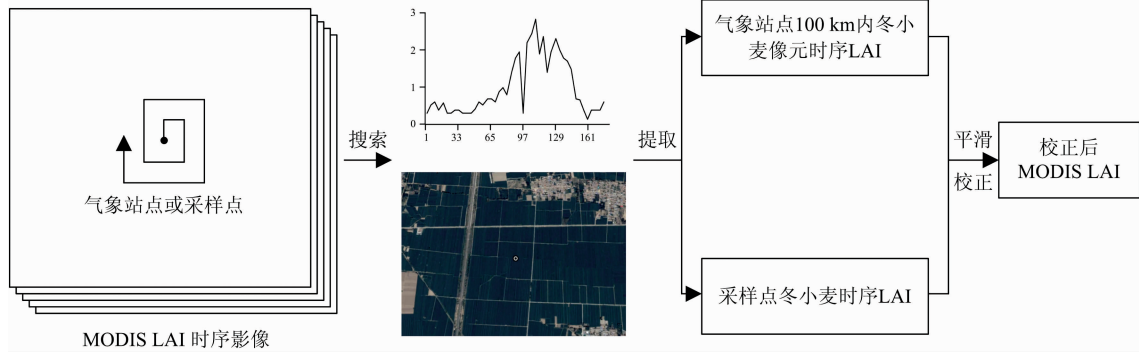 气象站点或采样点
MODIS LAI 时序影像
搜索
3
2
1
0
1 33 65 97 129 161
提取
气象站点100 km内冬小
麦像元时序LAI
采样点冬小麦时序LAI
平滑
校正
校正后
MODIS LAI